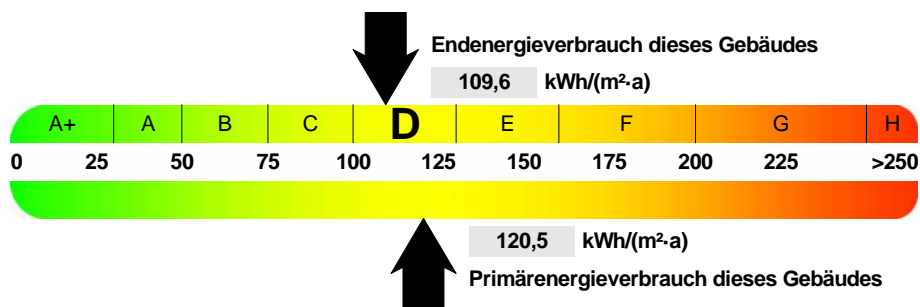 Endenergieverbrauch dieses Gebäudes
109,6 kWh/(m²·a)
A+ A B C D E F G H
0 25 50 75 100 125 150 175 200 225 >250
120,5 kWh/(m²·a)
Primärenergieverbrauch dieses Gebäudes